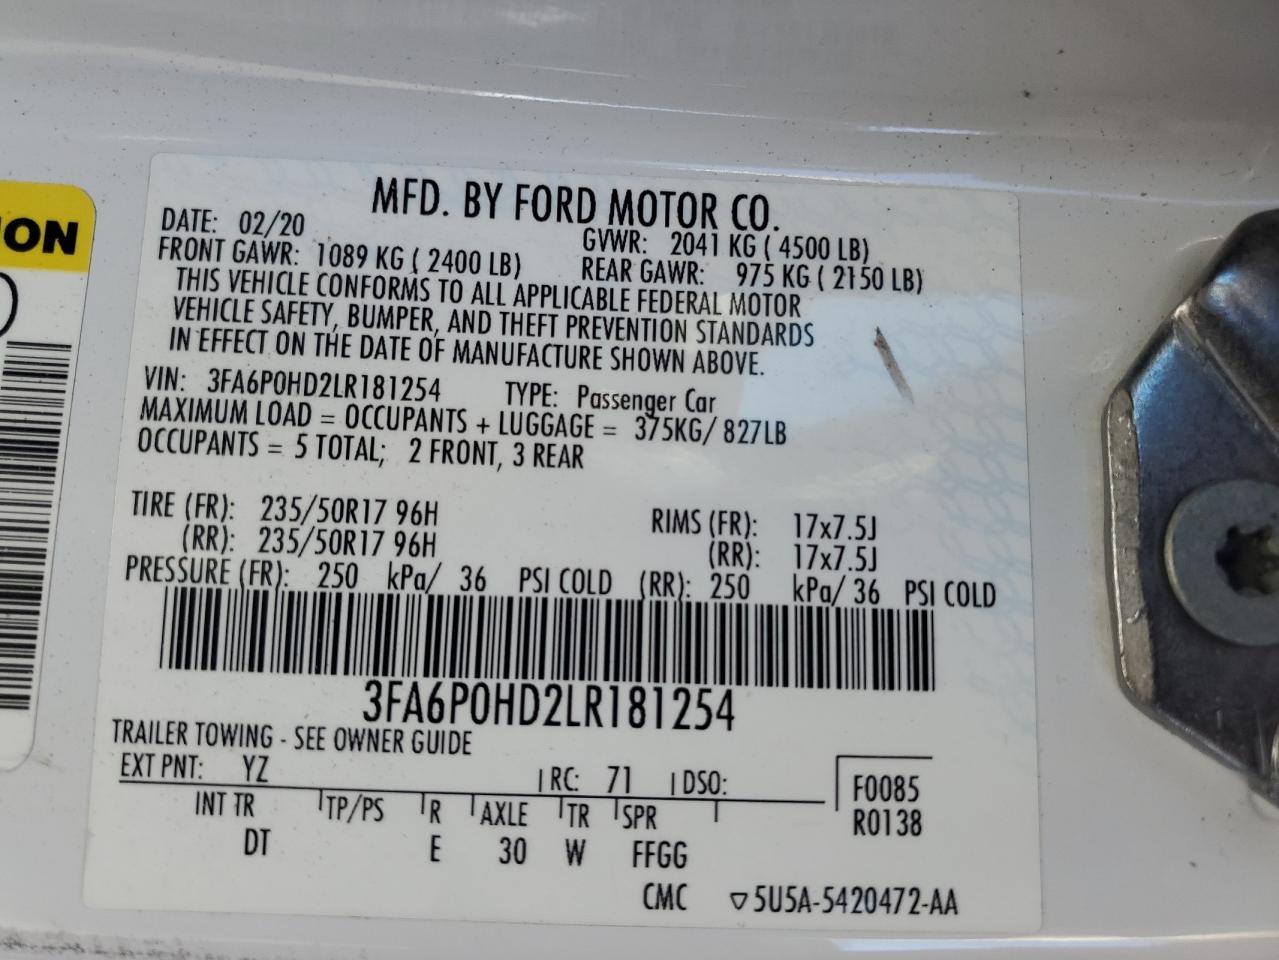 ION
MFD. BY FORD MOTOR CO.
DATE: 02/20 GVWR: 2041 KG ( 4500 LB)
FRONT GAWR: 1089 KG ( 2400 LB) REAR GAWR: 975 KG ( 2150 LB)
THIS VEHICLE CONFORMS TO ALL APPLICABLE FEDERAL MOTOR
VEHICLE SAFETY, BUMPER, AND THEFT PREVENTION STANDARDS
IN EFFECT ON THE DATE OF MANUFACTURE SHOWN ABOVE.
VIN: 3FA6P0HD2LR181254 TYPE: Passenger Car
MAXIMUM LOAD = OCCUPANTS + LUGGAGE = 375KG/ 827LB
OCCUPANTS = 5 TOTAL; 2 FRONT, 3 REAR
TIRE (FR): 235/50R17 96H RIMS (FR): 17x7.5J
(RR): 235/50R17 96H (RR): 17x7.5J
PRESSURE (FR): 250 kPa/ 36 PSI COLD (RR): 250 kPa/ 36 PSI COLD
3FA6P0HD2LR181254
TRAILER TOWING - SEE OWNER GUIDE
EXT PNT: YZ RC: 71 DSO: F0085
INT TR TP/PS R AXLE TR SPR R0138
DT E 30 W FFGG
CMC ▽5U5A-5420472-AA